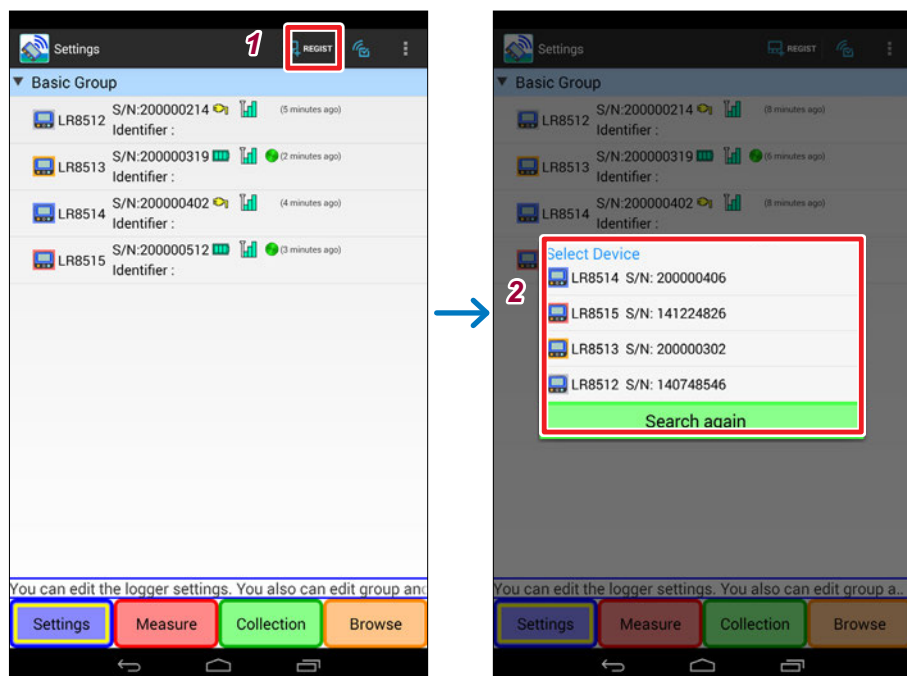 Settings
1
REGIST
Basic Group
LR8512
S/N:200000214
(5 minutes ago)
Identifier :
LR8513
S/N:200000319
(2 minutes ago)
Identifier :
LR8514
S/N:200000402
(4 minutes ago)
Identifier :
LR8515
S/N:200000512
(3 minutes ago)
Identifier :
You can edit the logger settings. You also can edit group and
Settings
Measure
Collection
Browse
Settings
REGIST
Basic Group
LR8512
S/N:200000214
(8 minutes ago)
Identifier :
LR8513
S/N:200000319
(6 minutes ago)
Identifier :
LR8514
S/N:200000402
(8 minutes ago)
Identifier :
2
Select Device
LR8514 S/N: 200000406
LR8515 S/N: 141224826
LR8513 S/N: 200000302
LR8512 S/N: 140748546
Search again
You can edit the logger settings. You also can edit group a..
Settings
Measure
Collection
Browse